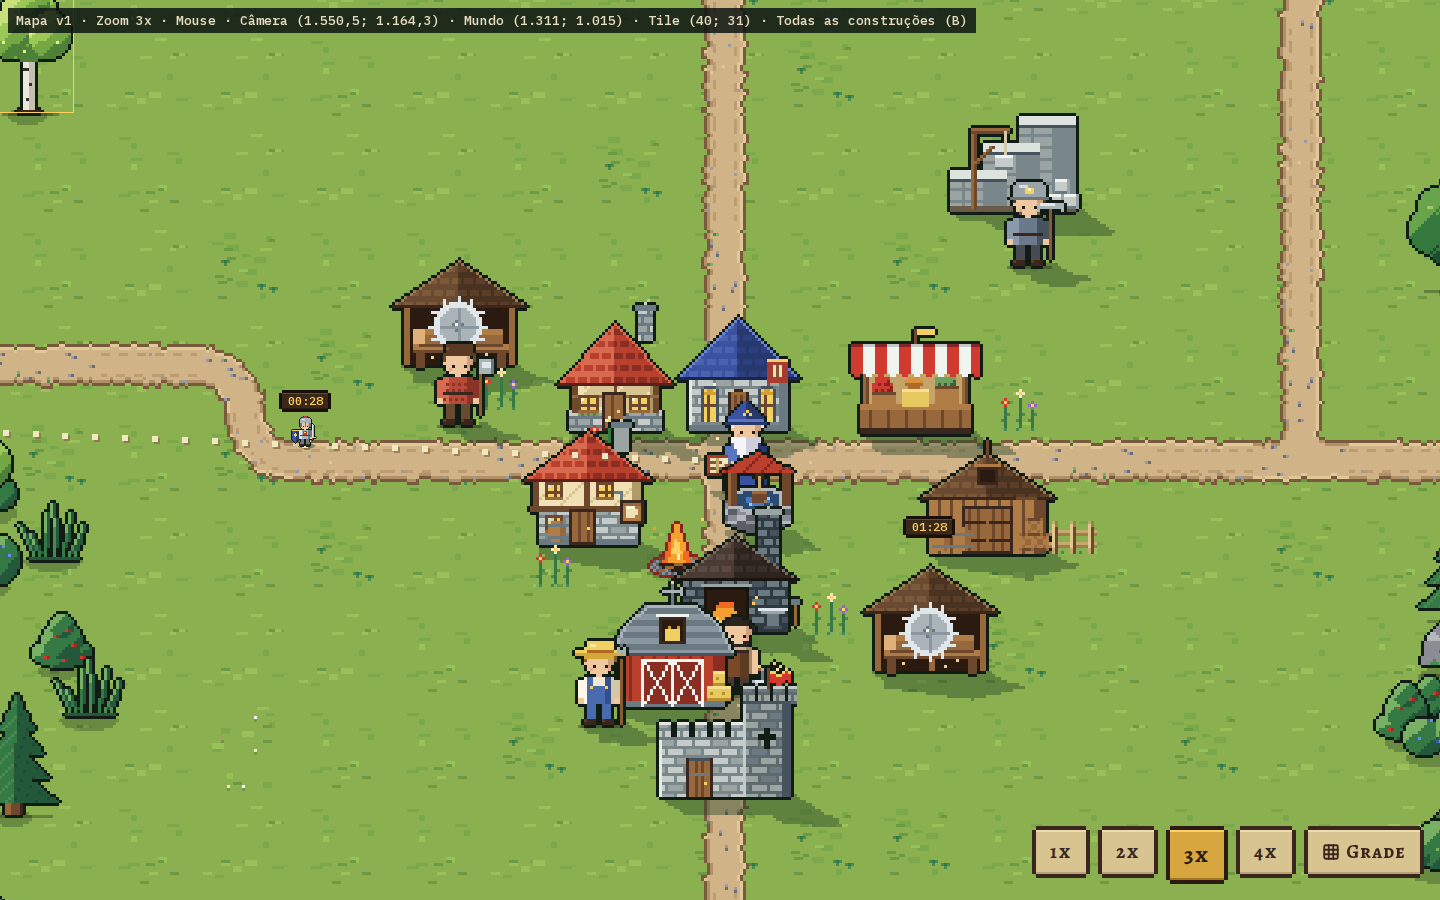 Mapa v1 · Zoom 3x · Mouse · Câmera (1.550,5; 1.164,3) · Mundo (1.311; 1.015) · Tile (40; 31) · Todas as construções (B)
00:28
01:28
1X
2X
3X
4X
GRADE